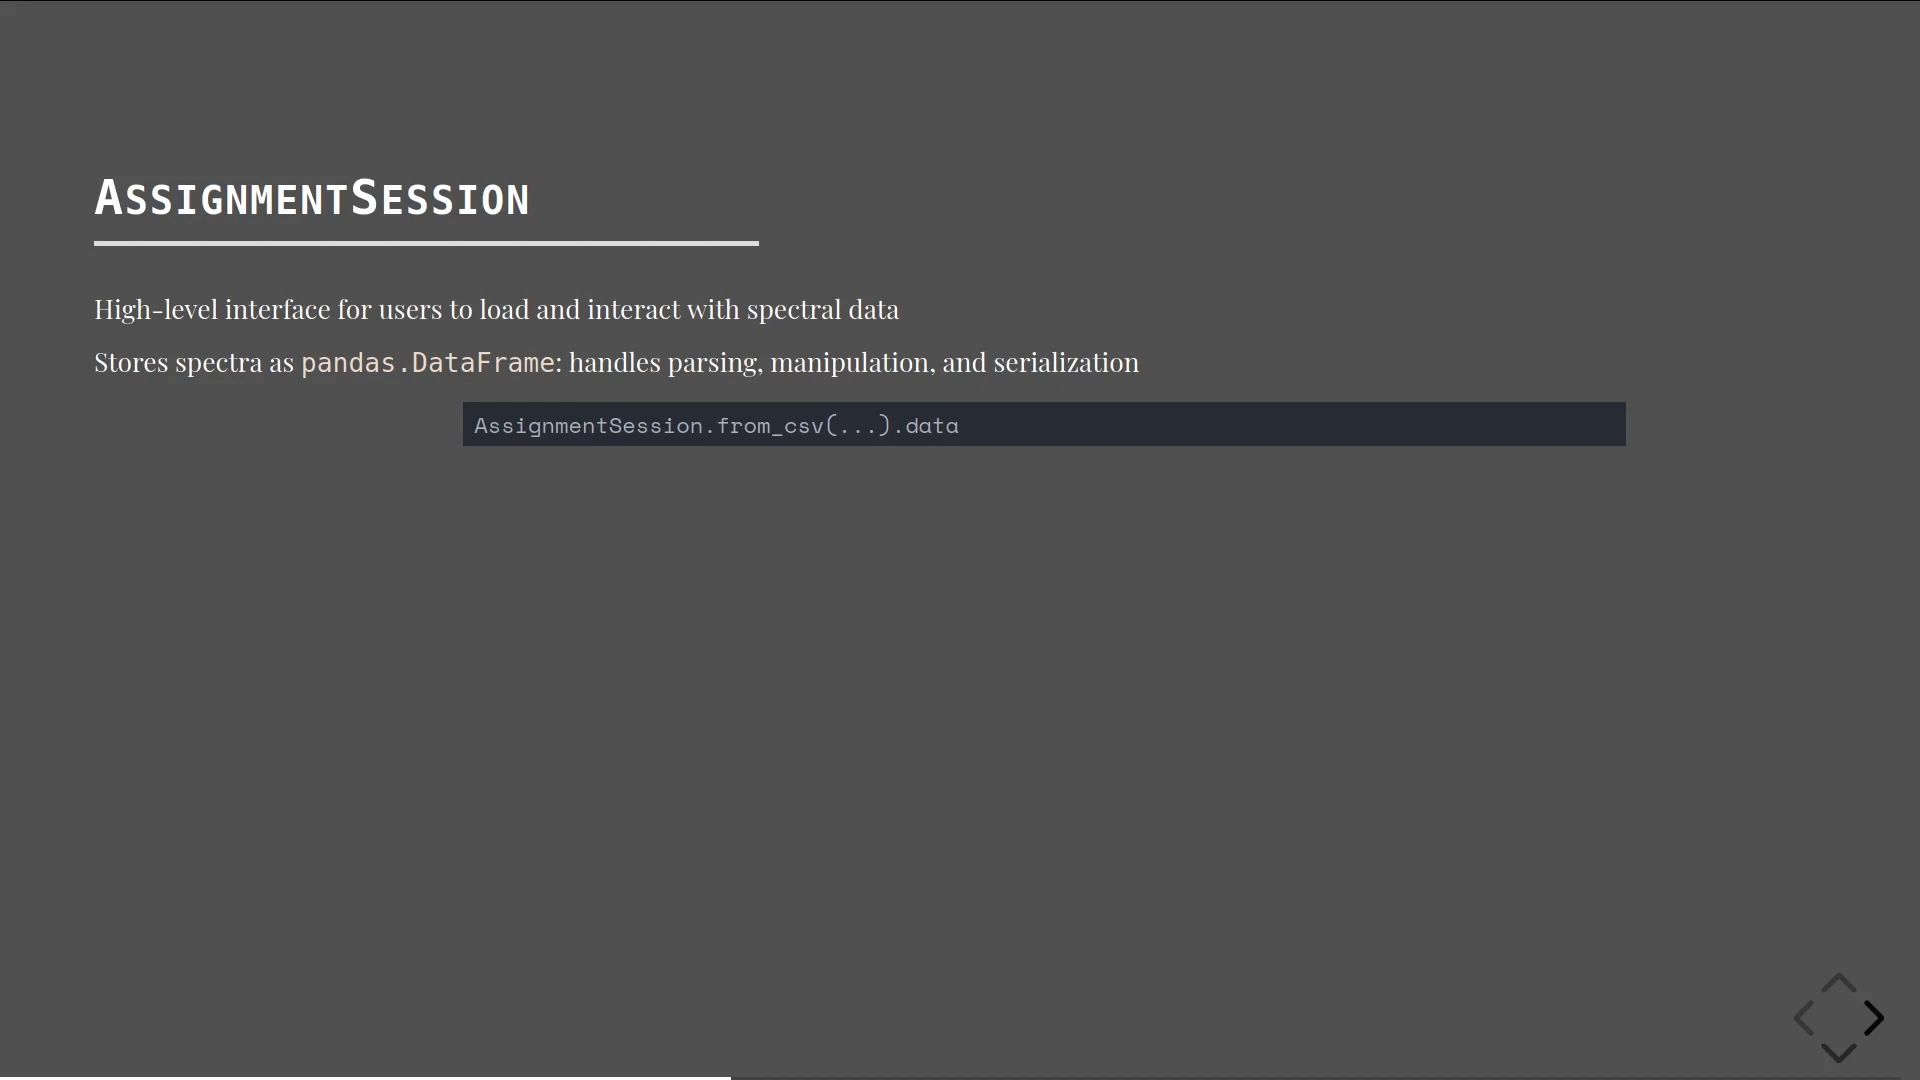 AssignmentSession
High-level interface for users to load and interact with spectral data
Stores spectra as pandas.DataFrame: handles parsing, manipulation, and serialization
AssignmentSession.from_csv(...).data